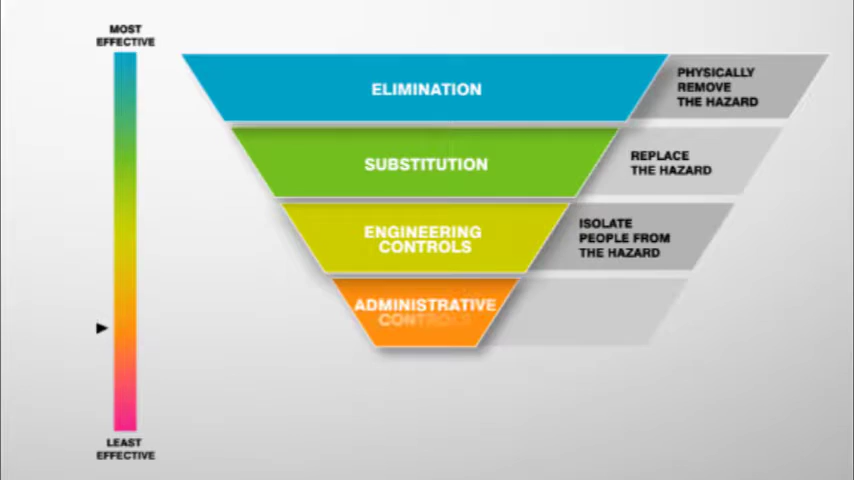 MOST
EFFECTIVE
ELIMINATION
PHYSICALLY
REMOVE
THE HAZARD
SUBSTITUTION
REPLACE
THE HAZARD
ENGINEERING
CONTROLS
ISOLATE
PEOPLE FROM
THE HAZARD
ADMINISTRATIVE
CONTROLS
LEAST
EFFECTIVE